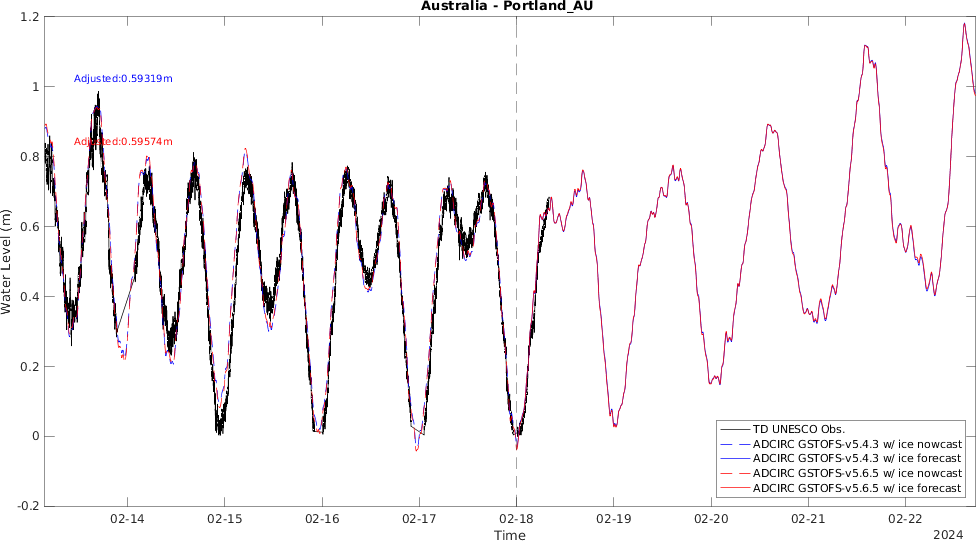 Australia - Portland_AU
1.2
1
0.8
0.6
0.4
0.2
0
-0.2
Water Level (m)
Adjusted:0.59319m
Adjusted:0.59574m
TD UNESCO Obs.
ADCIRC GSTOFS-v5.4.3 w/ ice nowcast
ADCIRC GSTOFS-v5.4.3 w/ ice forecast
ADCIRC GSTOFS-v5.6.5 w/ ice nowcast
ADCIRC GSTOFS-v5.6.5 w/ ice forecast
02-14 02-15 02-16 02-17 02-18 02-19 02-20 02-21 02-22
Time
2024